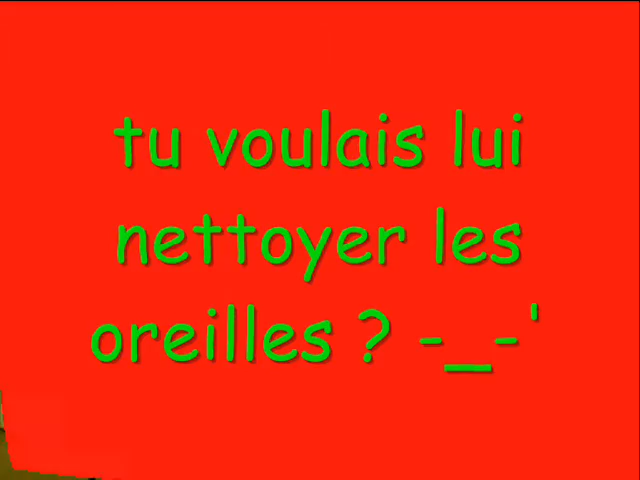 tu voulais lui
nettoyer les
oreilles ? -_-'